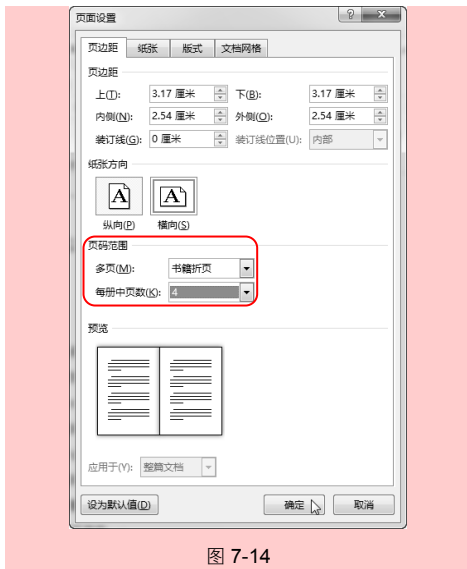 页面设置
页边距 纸张 版式 文档网格
页边距
上(T): 3.17 厘米 下(B): 3.17 厘米
内侧(N): 2.54 厘米 外侧(O): 2.54 厘米
装订线(G): 0 厘米 装订线位置(U): 内部
纸张方向
A A
纵向(P) 横向(S)
页码范围
多页(M): 书籍折页
每册中页数(K): 4
预览
应用于(Y): 整篇文档
设为默认值(D) 确定 取消
图 7-14